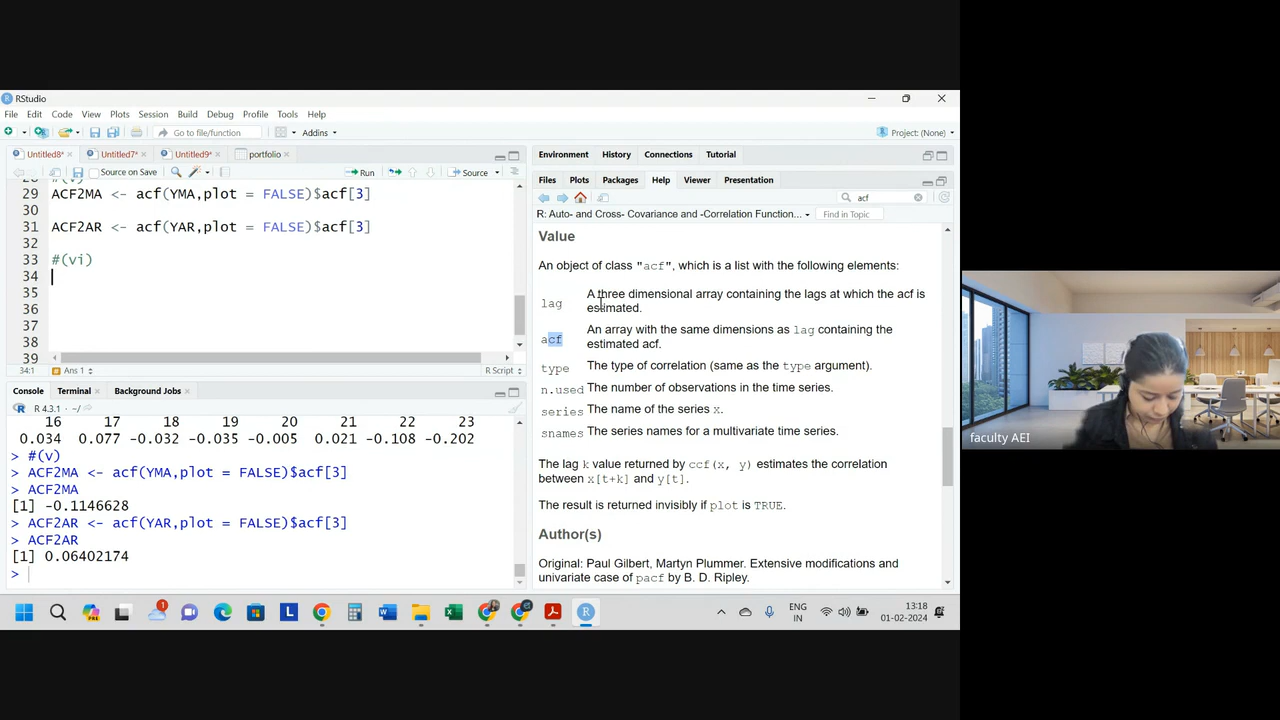 RStudio
File Edit Code View Plots Session Build Debug Profile Tools Help
Go to file/function Addins Project: (None)
Untitled8* Untitled7* Untitled9* portfolio
Source on Save Run Source
29 ACF2MA <- acf(YMA,plot = FALSE)$acf[3]
30
31 ACF2AR <- acf(YAR,plot = FALSE)$acf[3]
32
33 #(vi)
34
35
36
37
38
39
34:1 Ans 1 R Script
Console Terminal Background Jobs
R 4.3.1 · ~/
16 17 18 19 20 21 22 23
0.034 0.077 -0.032 -0.035 -0.005 0.021 -0.108 -0.202
> #(v)
> ACF2MA <- acf(YMA,plot = FALSE)$acf[3]
> ACF2MA
[1] -0.1146628
> ACF2AR <- acf(YAR,plot = FALSE)$acf[3]
> ACF2AR
[1] 0.06402174
>
Environment History Connections Tutorial
Files Plots Packages Help Viewer Presentation
acf
R: Auto- and Cross- Covariance and -Correlation Function... Find in Topic
Value
An object of class "acf", which is a list with the following elements:
lag A three dimensional array containing the lags at which the acf is
estimated.
acf An array with the same dimensions as lag containing the
estimated acf.
type The type of correlation (same as the type argument).
n.used The number of observations in the time series.
series The name of the series x.
snames The series names for a multivariate time series.
The lag k value returned by ccf(x, y) estimates the correlation
between x[t+k] and y[t].
The result is returned invisibly if plot is TRUE.
Author(s)
Original: Paul Gilbert, Martyn Plummer. Extensive modifications and
univariate case of pacf by B. D. Ripley.
faculty AEI
ENG
IN
13:18
01-02-2024